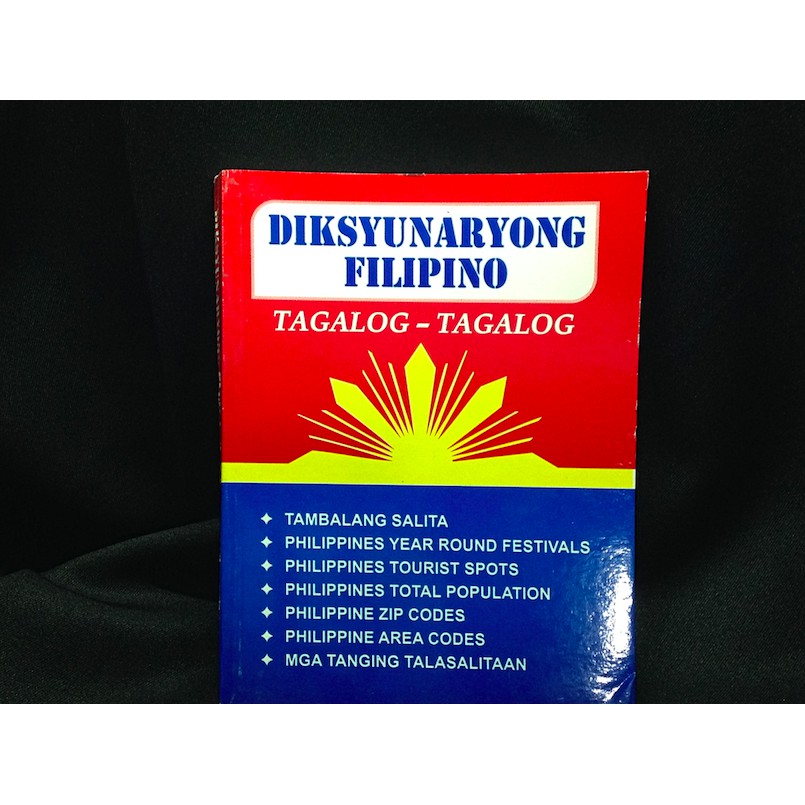 DIKSYUNARYONG
FILIPINO
TAGALOG – TAGALOG
✦ TAMBALANG SALITA
✦ PHILIPPINES YEAR ROUND FESTIVALS
✦ PHILIPPINES TOURIST SPOTS
✦ PHILIPPINES TOTAL POPULATION
✦ PHILIPPINE ZIP CODES
✦ PHILIPPINE AREA CODES
✦ MGA TANGING TALASALITAAN